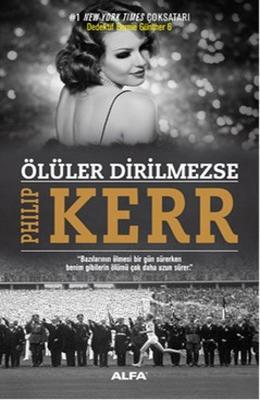 #1 NEW YORK TIMES ÇOKSATARI
Dedektif Bernie Günther 6
ÖLÜLER DİRİLMEZSE
PHILIP
KERR
"Bazılarının ölmesi bir gün sürerken
benim gibilerin ölümü çok daha uzun sürer."
ALFA